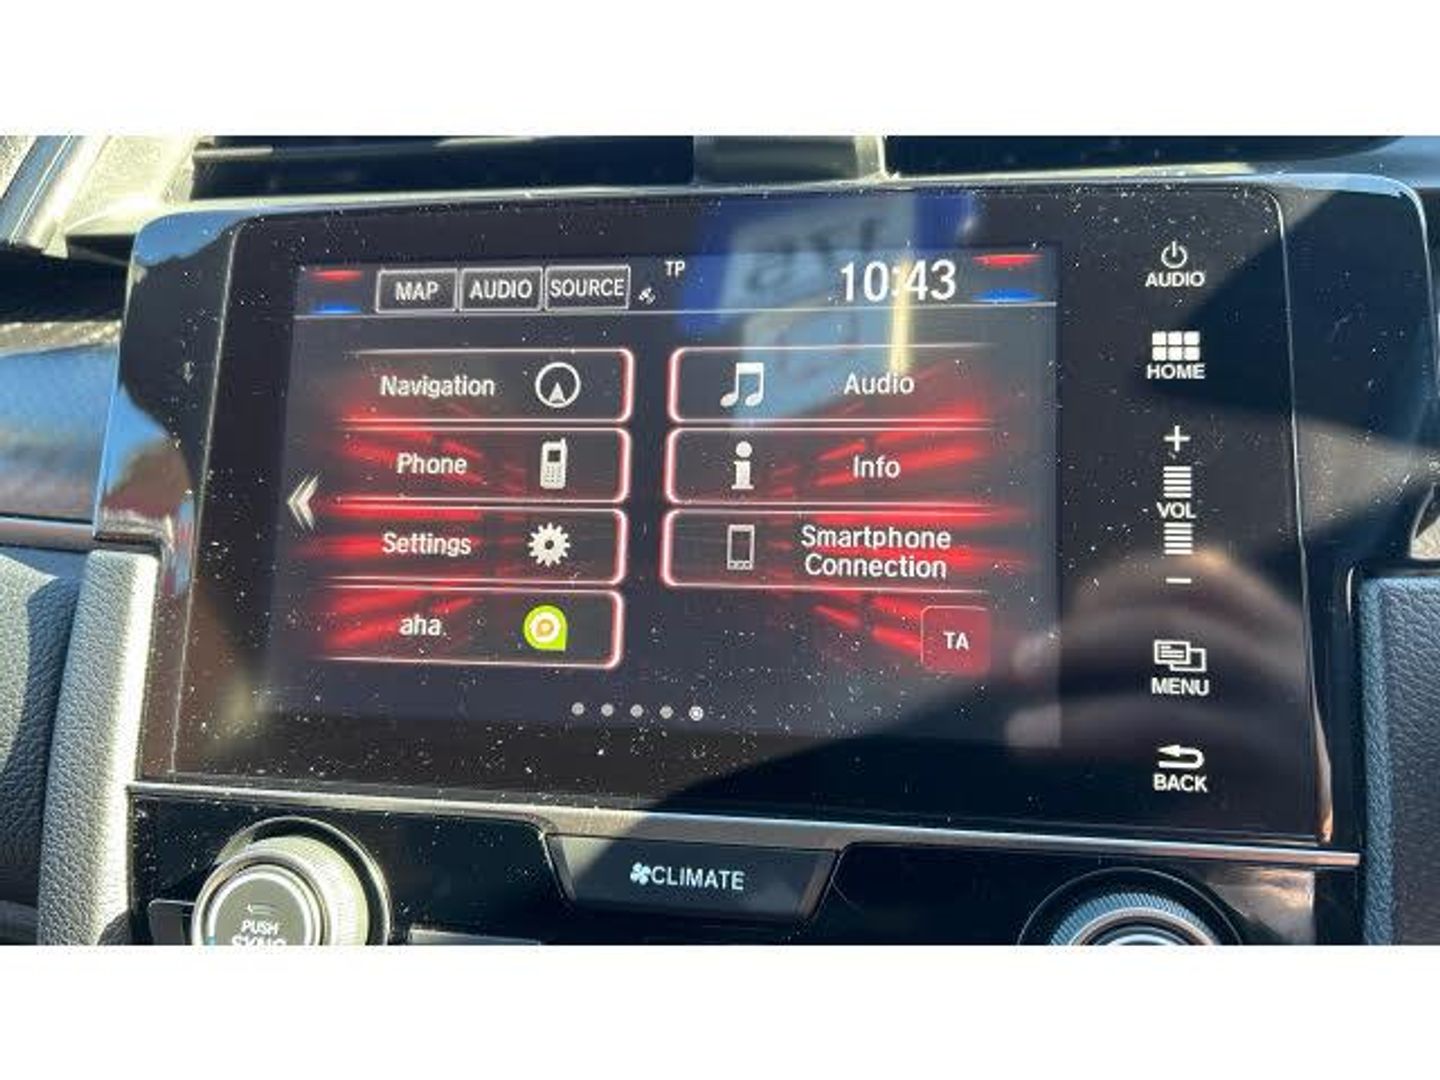 MAP AUDIO SOURCE TP 10:43
Navigation
Audio
Phone
Info
Settings
Smartphone
Connection
aha
TA
AUDIO
HOME
+
VOL
−
MENU
BACK
CLIMATE
PUSH
SYNC